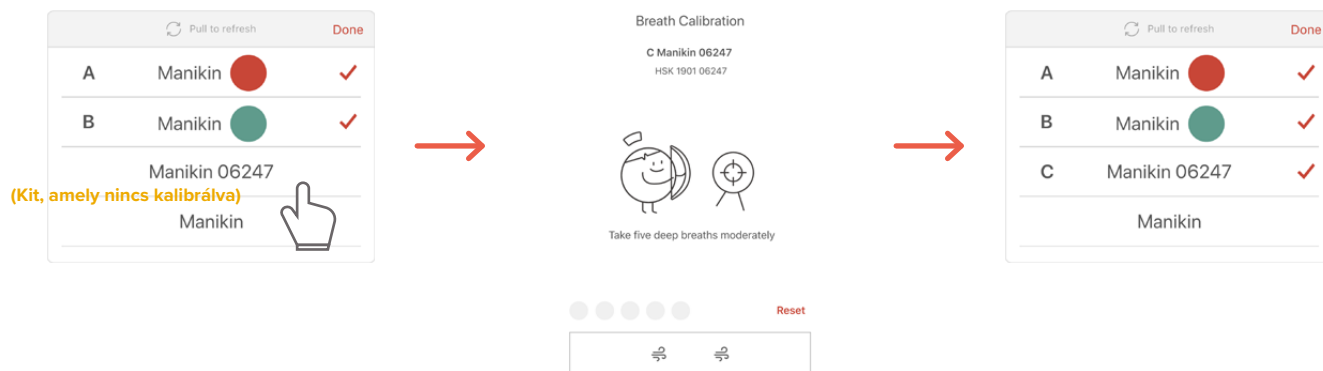 Pull to refresh Done
A Manikin
B Manikin
Manikin 06247
(Kit, amely nincs kalibrálva)
Manikin
Breath Calibration
C Manikin 06247
HSK 1901 06247
Take five deep breaths moderately
Reset
Pull to refresh Done
A Manikin
B Manikin
C Manikin 06247
Manikin